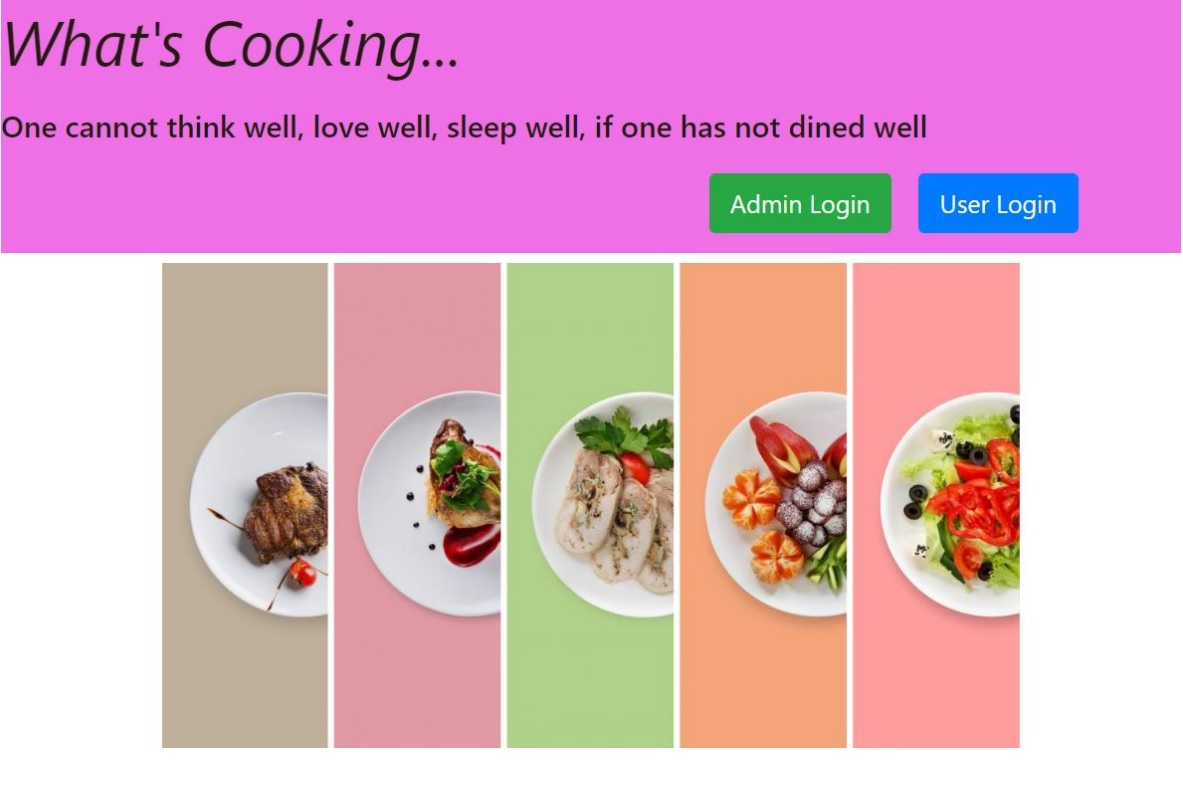 What's Cooking...
One cannot think well, love well, sleep well, if one has not dined well
Admin Login User Login